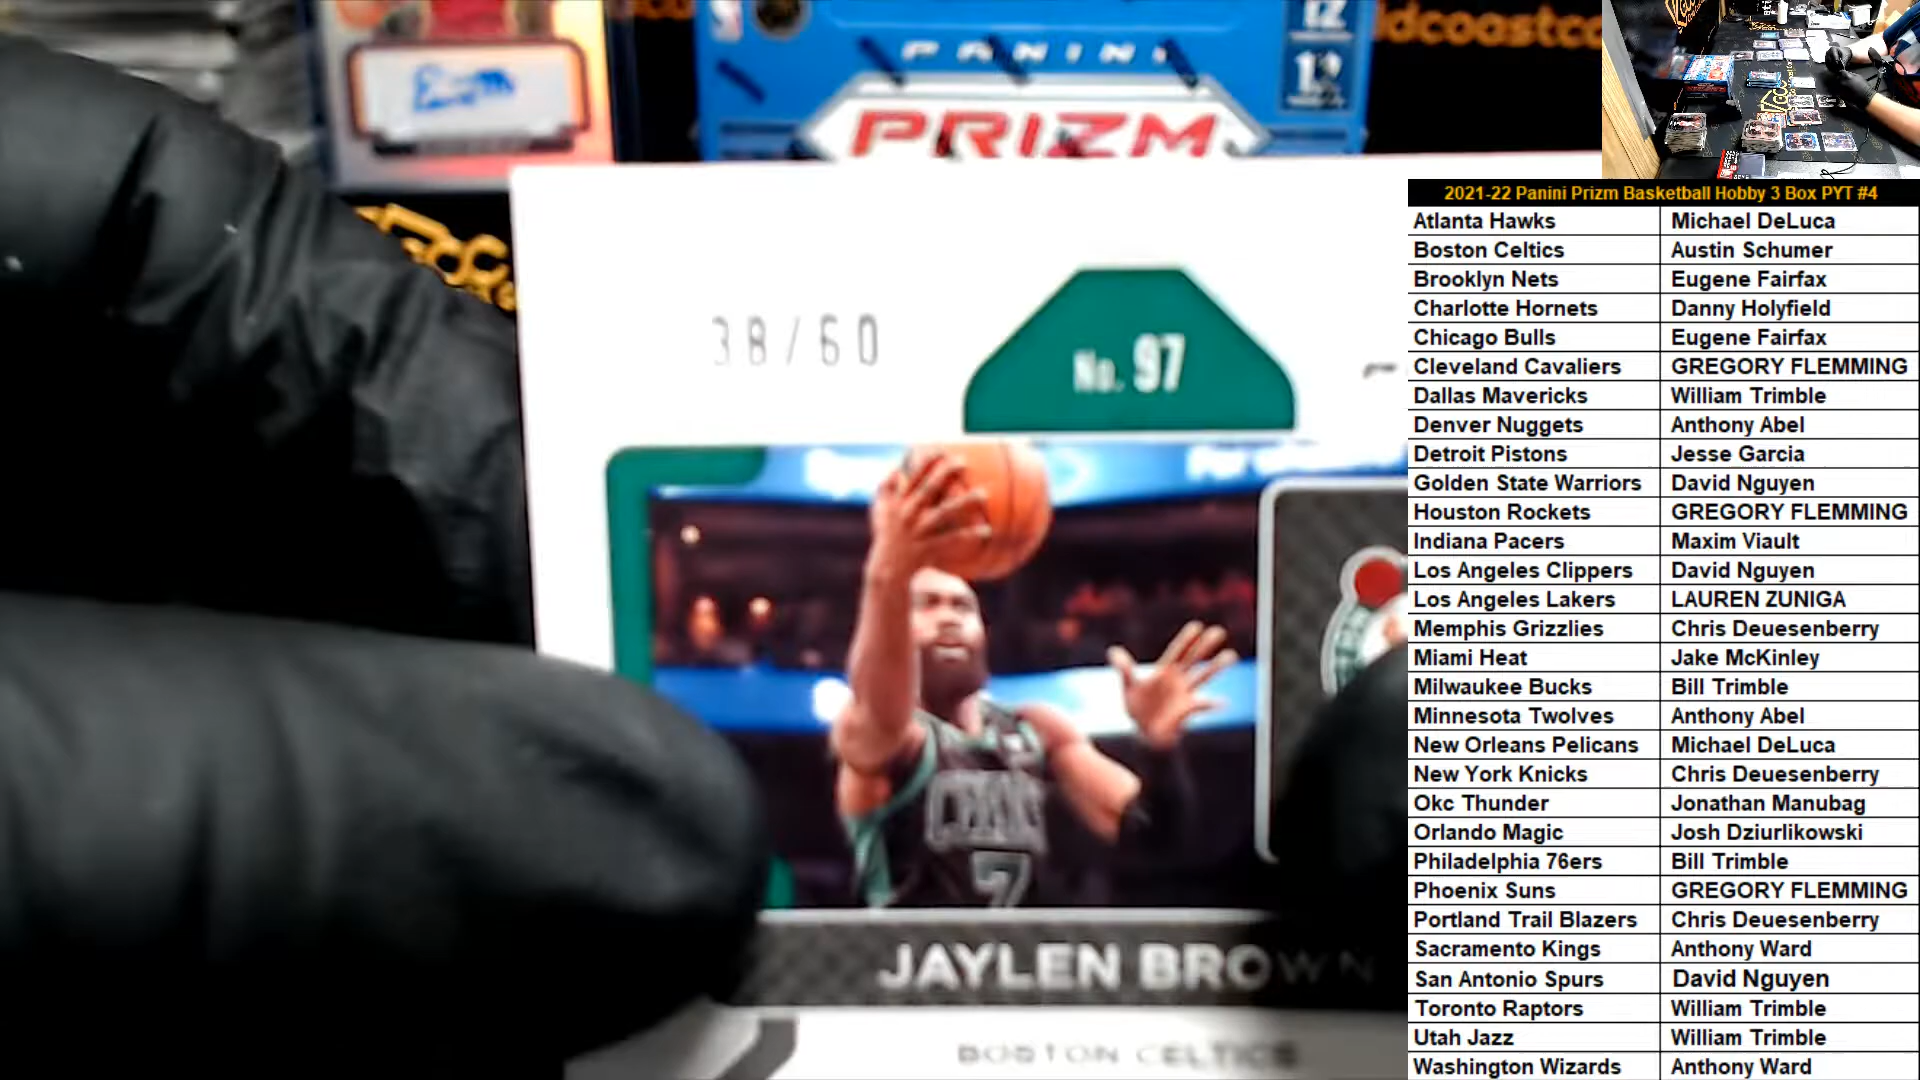 PANINI
PRIZM
12
12
ldcoastco
38/60
No. 97
7
JAYLEN BROWN
BOSTON CELTICS
2021-22 Panini Prizm Basketball Hobby 3 Box PYT #4
Atlanta Hawks Michael DeLuca
Boston Celtics Austin Schumer
Brooklyn Nets Eugene Fairfax
Charlotte Hornets Danny Holyfield
Chicago Bulls Eugene Fairfax
Cleveland Cavaliers GREGORY FLEMMING
Dallas Mavericks William Trimble
Denver Nuggets Anthony Abel
Detroit Pistons Jesse Garcia
Golden State Warriors David Nguyen
Houston Rockets GREGORY FLEMMING
Indiana Pacers Maxim Viault
Los Angeles Clippers David Nguyen
Los Angeles Lakers LAUREN ZUNIGA
Memphis Grizzlies Chris Deuesenberry
Miami Heat Jake McKinley
Milwaukee Bucks Bill Trimble
Minnesota Twolves Anthony Abel
New Orleans Pelicans Michael DeLuca
New York Knicks Chris Deuesenberry
Okc Thunder Jonathan Manubag
Orlando Magic Josh Dziurlikowski
Philadelphia 76ers Bill Trimble
Phoenix Suns GREGORY FLEMMING
Portland Trail Blazers Chris Deuesenberry
Sacramento Kings Anthony Ward
San Antonio Spurs David Nguyen
Toronto Raptors William Trimble
Utah Jazz William Trimble
Washington Wizards Anthony Ward